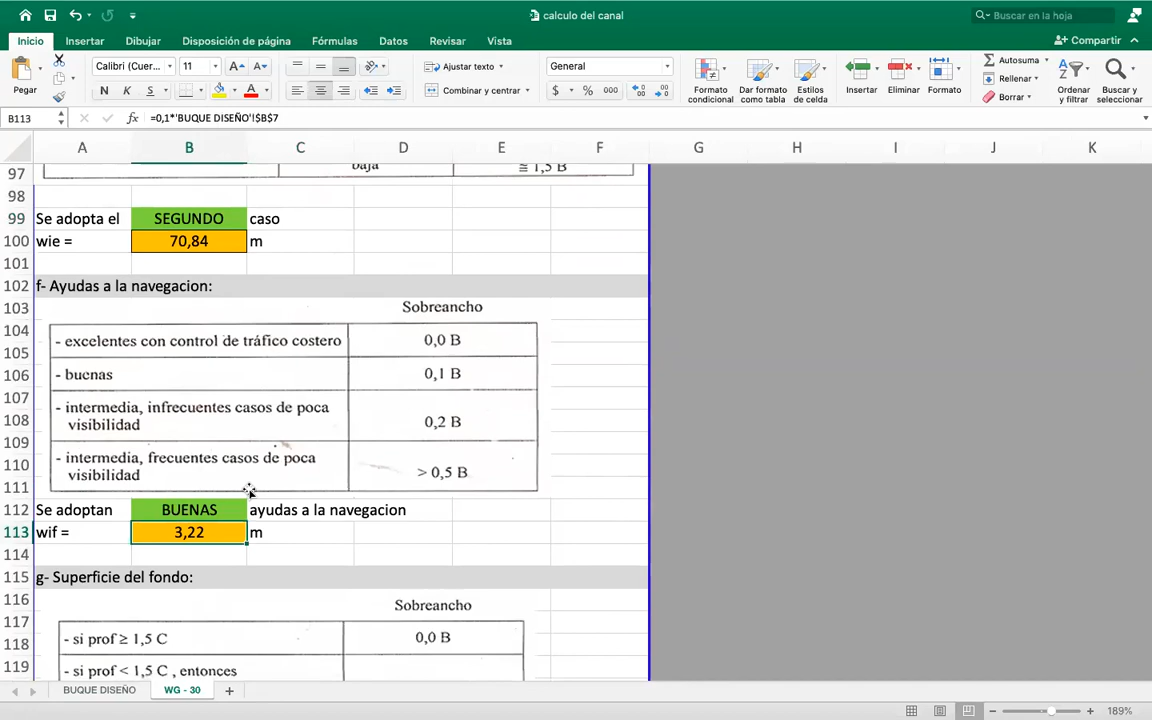 calculo del canal
Buscar en la hoja
Inicio Insertar Dibujar Disposición de página Fórmulas Datos Revisar Vista
Compartir
Pegar
Calibri (Cuer... 11
Ajustar texto
General
Autosuma
Rellenar
Borrar
N K S A
Combinar y centrar
$ % 000
Formato condicional
Dar formato como tabla
Estilos de celda
Insertar
Eliminar
Formato
Ordenar y filtrar
Buscar y seleccionar
B113 fx =0,1*'BUQUE DISEÑO'!$B$7
A B C D E F G H I J K
97 baja ≅ 1,5 B
98
99 Se adopta el SEGUNDO caso
100 wie = 70,84 m
101
102 f- Ayudas a la navegacion:
103 Sobreancho
104 - excelentes con control de tráfico costero 0,0 B
105
106 - buenas 0,1 B
107 - intermedia, infrecuentes casos de poca
108 visibilidad 0,2 B
109
110 - intermedia, frecuentes casos de poca
111 visibilidad > 0,5 B
112 Se adoptan BUENAS ayudas a la navegacion
113 wif = 3,22 m
114
115 g- Superficie del fondo:
116 Sobreancho
117
118 - si prof ≥ 1,5 C 0,0 B
119 - si prof < 1,5 C , entonces
BUQUE DISEÑO WG - 30 +
189%